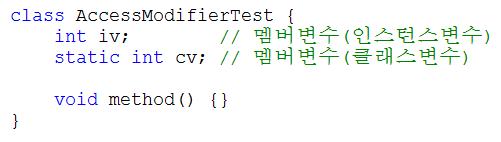 class AccessModifierTest {
    int iv;         // 멤버변수(인스턴스변수)
    static int cv; // 멤버변수(클래스변수)

    void method() {}
}